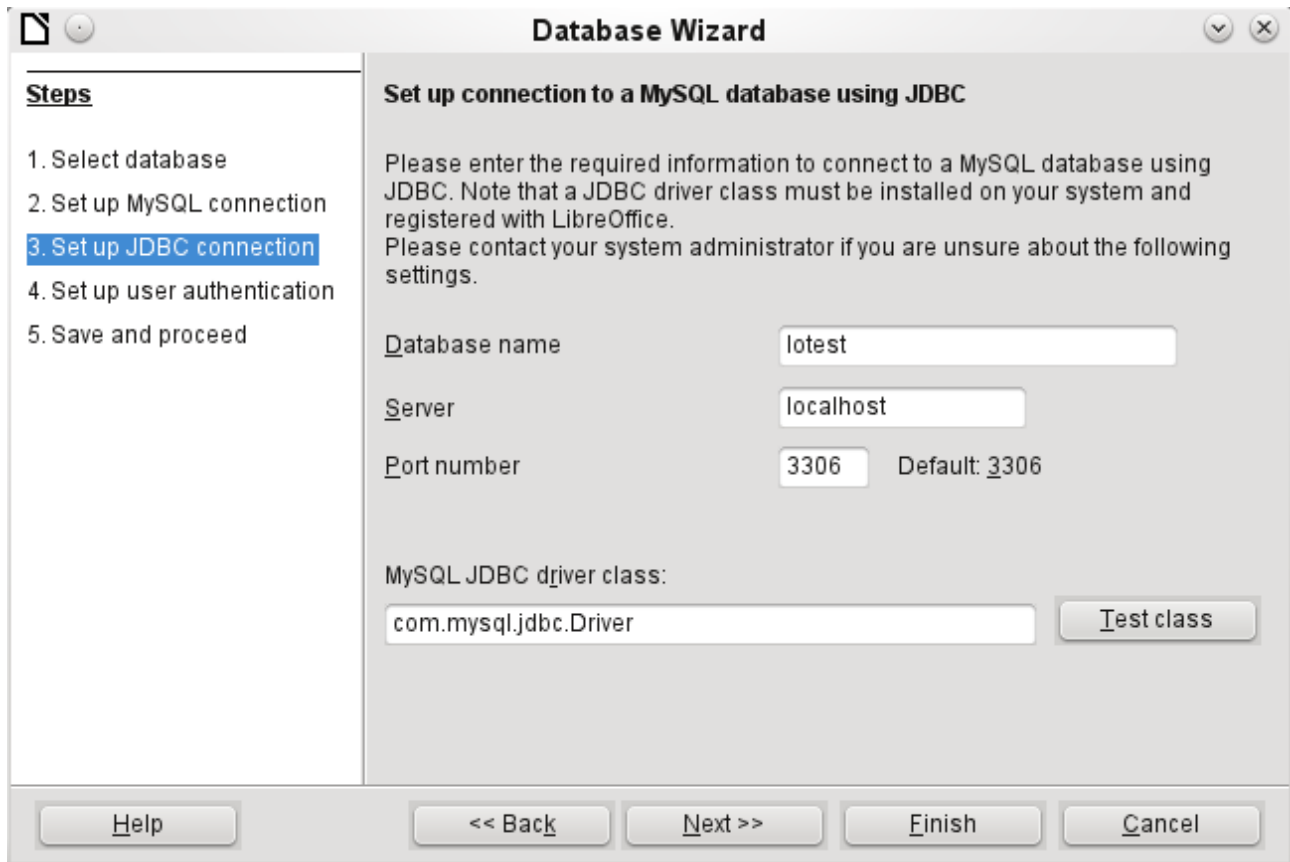 Database Wizard
Steps
1. Select database
2. Set up MySQL connection
3. Set up JDBC connection
4. Set up user authentication
5. Save and proceed
Set up connection to a MySQL database using JDBC
Please enter the required information to connect to a MySQL database using
JDBC. Note that a JDBC driver class must be installed on your system and
registered with LibreOffice.
Please contact your system administrator if you are unsure about the following
settings.
Database name
lotest
Server
localhost
Port number
3306
Default: 3306
MySQL JDBC driver class:
com.mysql.jdbc.Driver
Test class
Help
<< Back
Next >>
Finish
Cancel